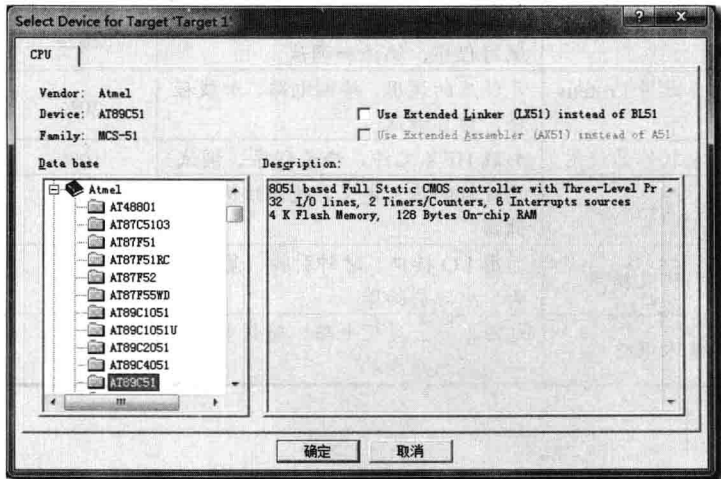 Select Device for Target 'Target 1'
CPU
Vendor: Atmel
Device: AT89C51
Family: MCS-51
Use Extended Linker (LX51) instead of BL51
Use Extended Assembler (AX51) instead of A51
Data base
Description:
Atmel
AT48801
AT87C5103
AT87F51
AT87F51RC
AT87F52
AT87F55WD
AT89C1051
AT89C1051U
AT89C2051
AT89C4051
AT89C51
8051 based Full Static CMOS controller with Three-Level Pr
32 I/O lines, 2 Timers/Counters, 6 Interrupts sources
4 K Flash Memory, 128 Bytes On-chip RAM
确定
取消